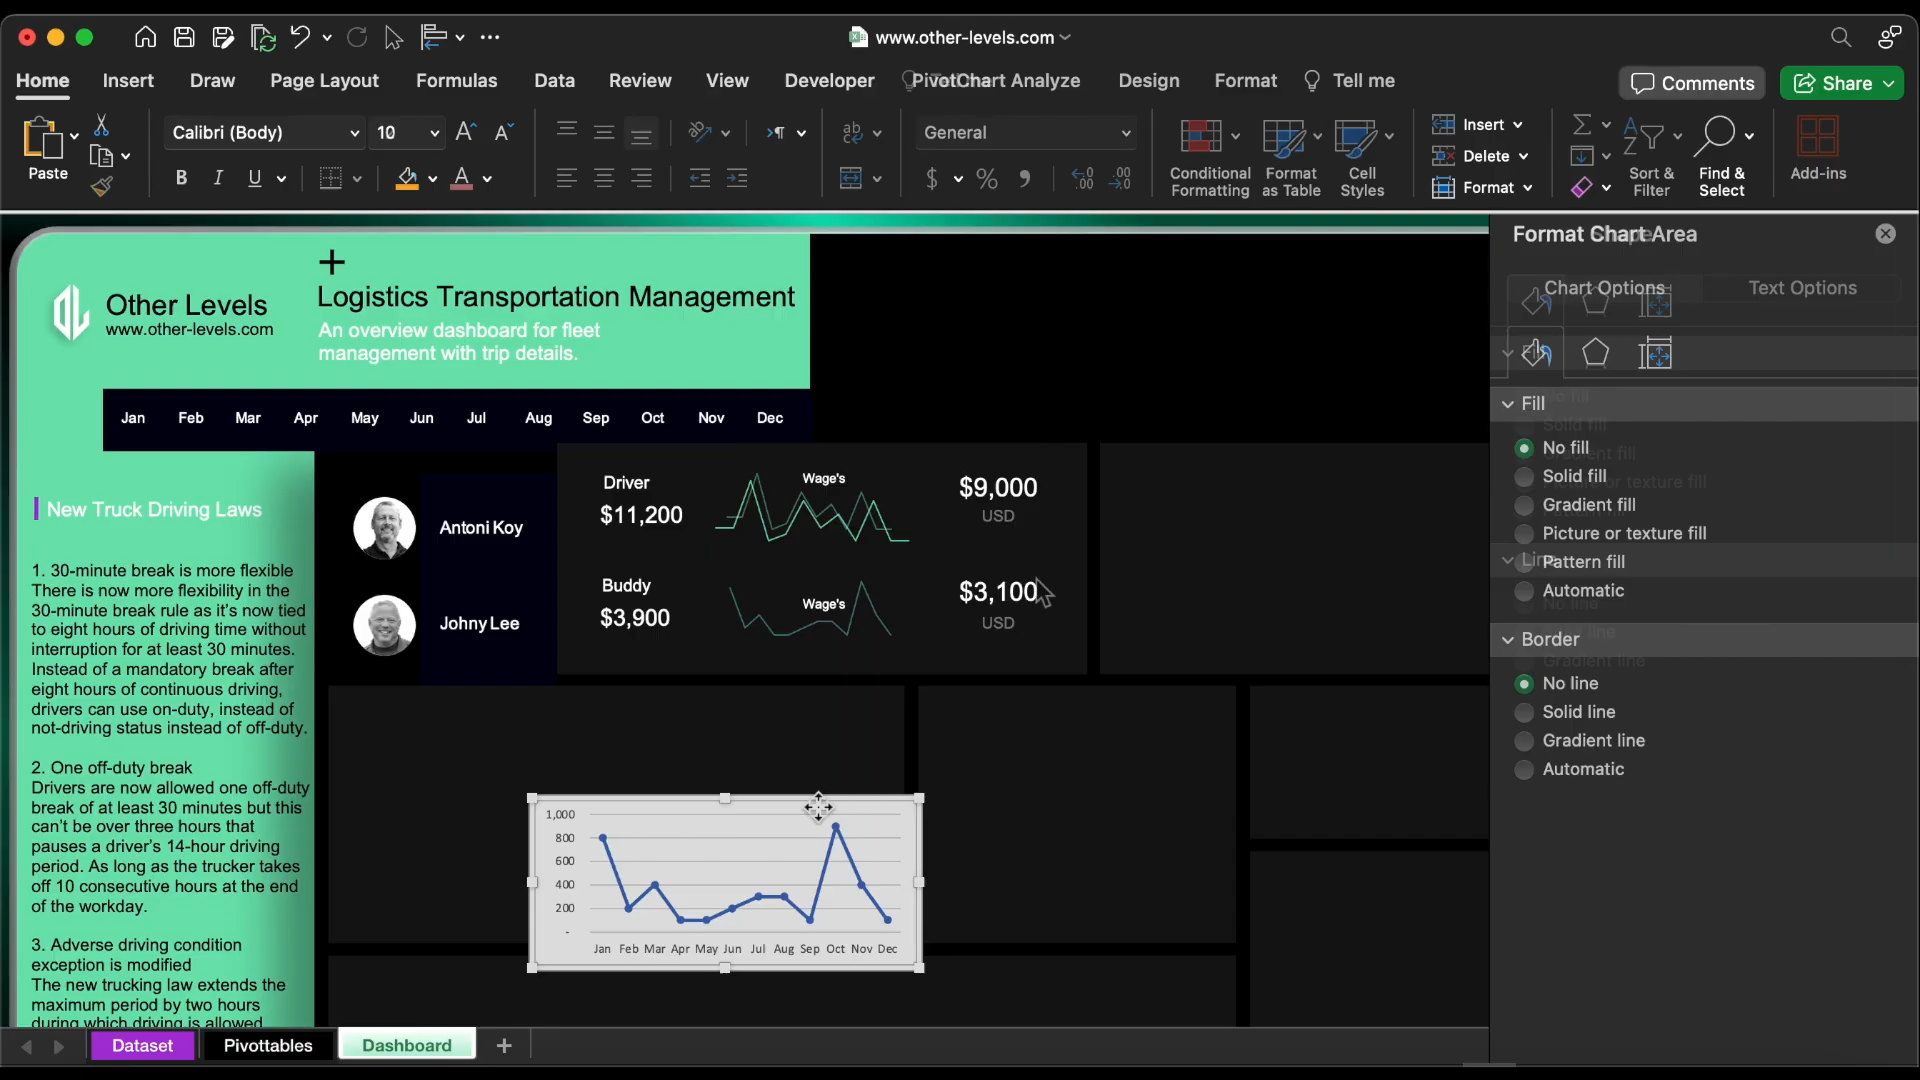 www.other-levels.com
Home Insert Draw Page Layout Formulas Data Review View Developer PivotChart Analyze Design Format Tell me
Comments Share
Paste
Calibri (Body) 10
B I U
A A
ab
General
$ % 9
Conditional Formatting
Format as Table
Cell Styles
Insert
Delete
Format
Sort & Filter
Find & Select
Add-ins
Other Levels
www.other-levels.com
Logistics Transportation Management
An overview dashboard for fleet
management with trip details.
Jan Feb Mar Apr May Jun Jul Aug Sep Oct Nov Dec
New Truck Driving Laws
1. 30-minute break is more flexible
There is now more flexibility in the
30-minute break rule as it's now tied
to eight hours of driving time without
interruption for at least 30 minutes.
Instead of a mandatory break after
eight hours of continuous driving,
drivers can use on-duty, instead of
not-driving status instead of off-duty.
2. One off-duty break
Drivers are now allowed one off-duty
break of at least 30 minutes but this
can't be over three hours that
pauses a driver's 14-hour driving
period. As long as the trucker takes
off 10 consecutive hours at the end
of the workday.
3. Adverse driving condition
exception is modified
The new trucking law extends the
maximum period by two hours
during which driving is allowed
Antoni Koy
Johny Lee
Driver
$11,200
Wage's
$9,000
USD
Buddy
$3,900
Wage's
$3,100
USD
1,000
800
600
400
200
-
Jan Feb Mar Apr May Jun Jul Aug Sep Oct Nov Dec
Format Chart Area
Chart Options Text Options
Fill
No fill
Solid fill
Gradient fill
Picture or texture fill
Pattern fill
Automatic
Border
No line
Solid line
Gradient line
Automatic
Dataset Pivottables Dashboard +